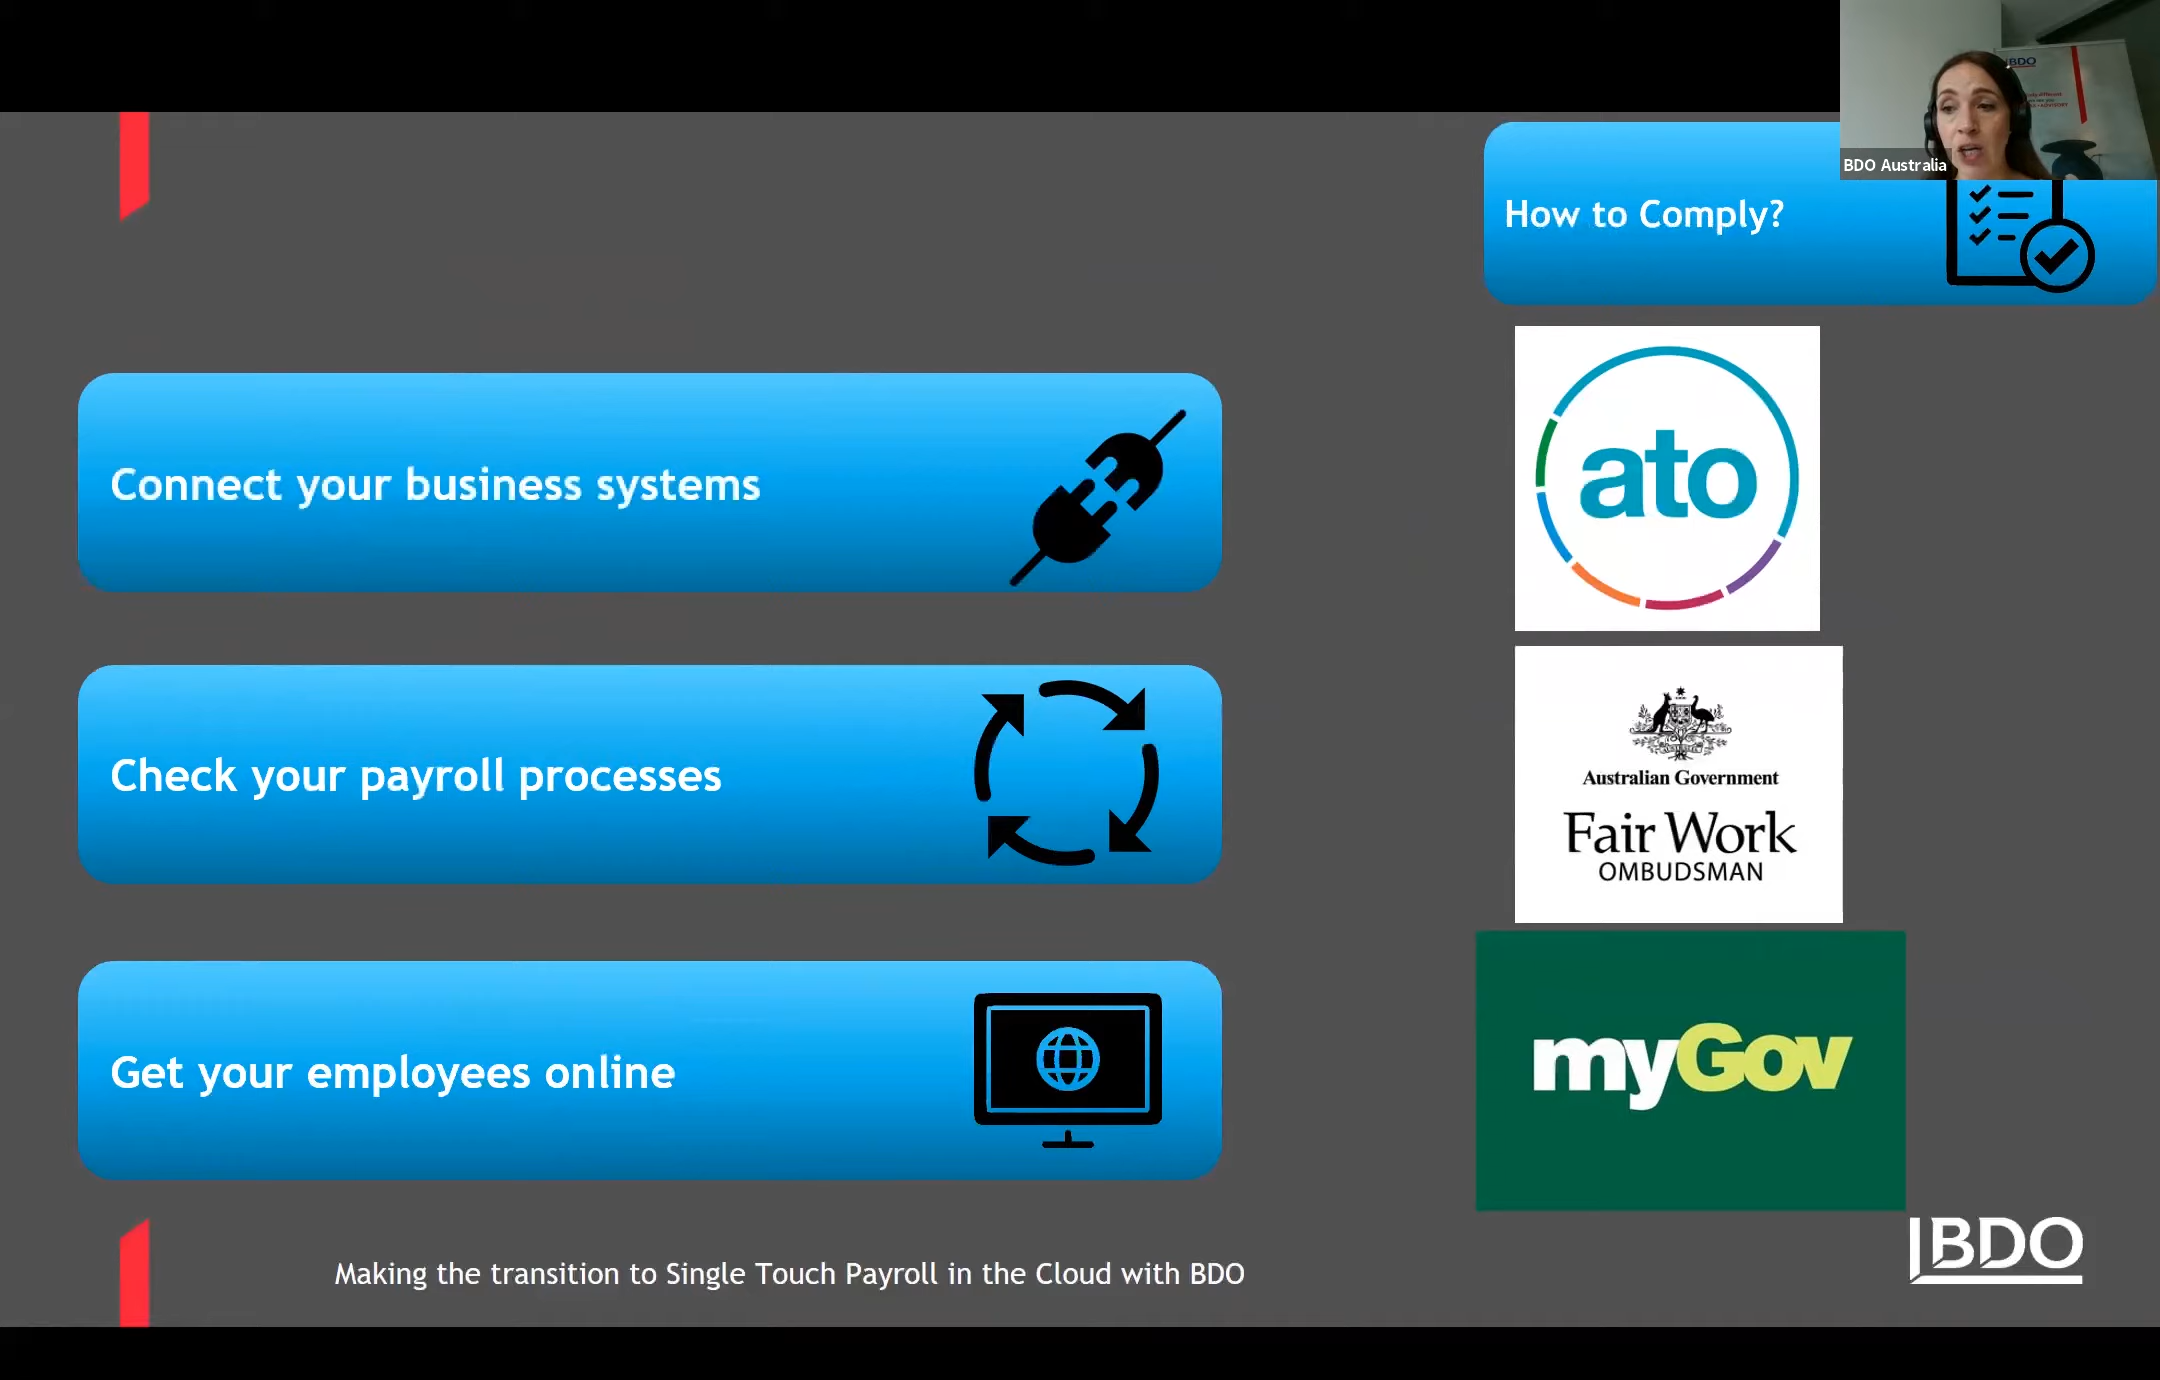 BDO
BDO Australia
How to Comply?
Connect your business systems
ato
Check your payroll processes
Australian Government
Fair Work
OMBUDSMAN
Get your employees online
myGov
Making the transition to Single Touch Payroll in the Cloud with BDO
BDO